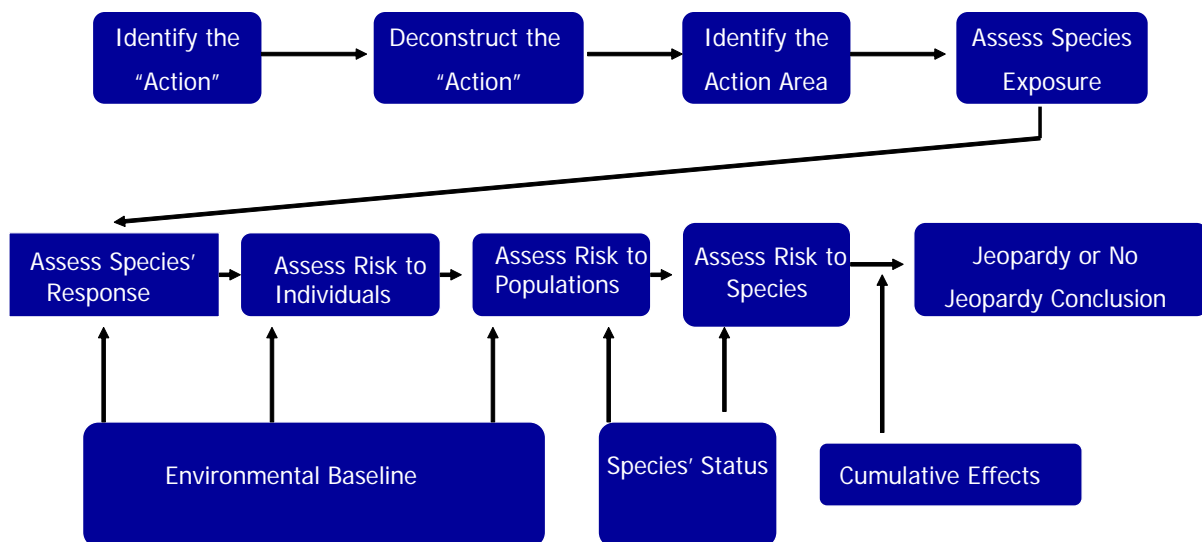 Identify the
“Action”
Deconstruct the
“Action”
Identify the
Action Area
Assess Species
Exposure
Assess Species’
Response
Assess Risk to
Individuals
Assess Risk to
Populations
Assess Risk to
Species
Jeopardy or No
Jeopardy Conclusion
Environmental Baseline
Species’ Status
Cumulative Effects